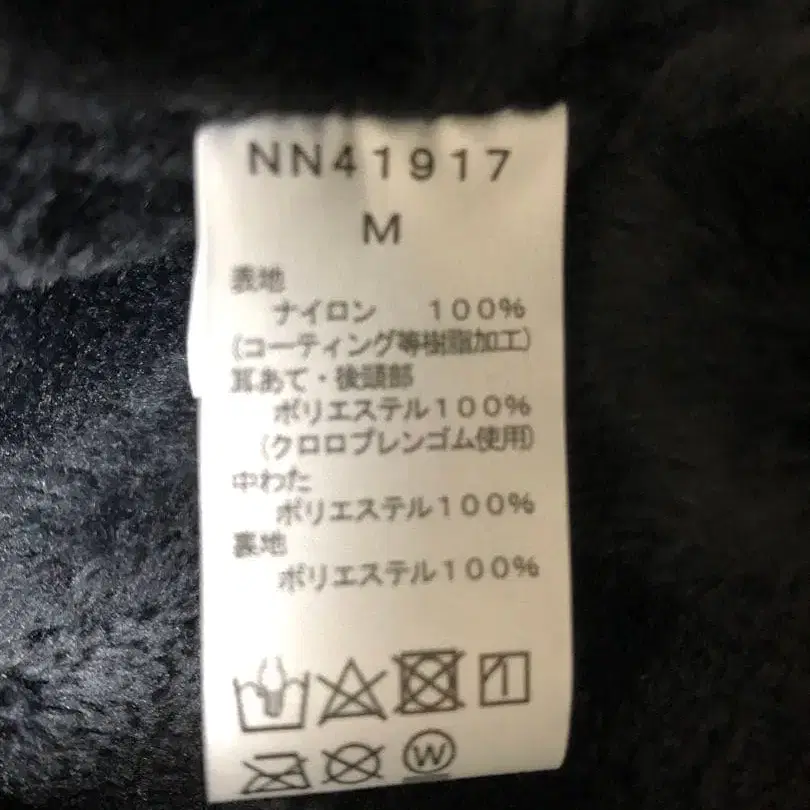 NN41917
M
表地
ナイロン 100%
(コーティング等樹脂加工)
耳あて・後頭部
ポリエステル100%
(クロロプレンゴム使用)
中わた
ポリエステル100%
裏地
ポリエステル100%
W